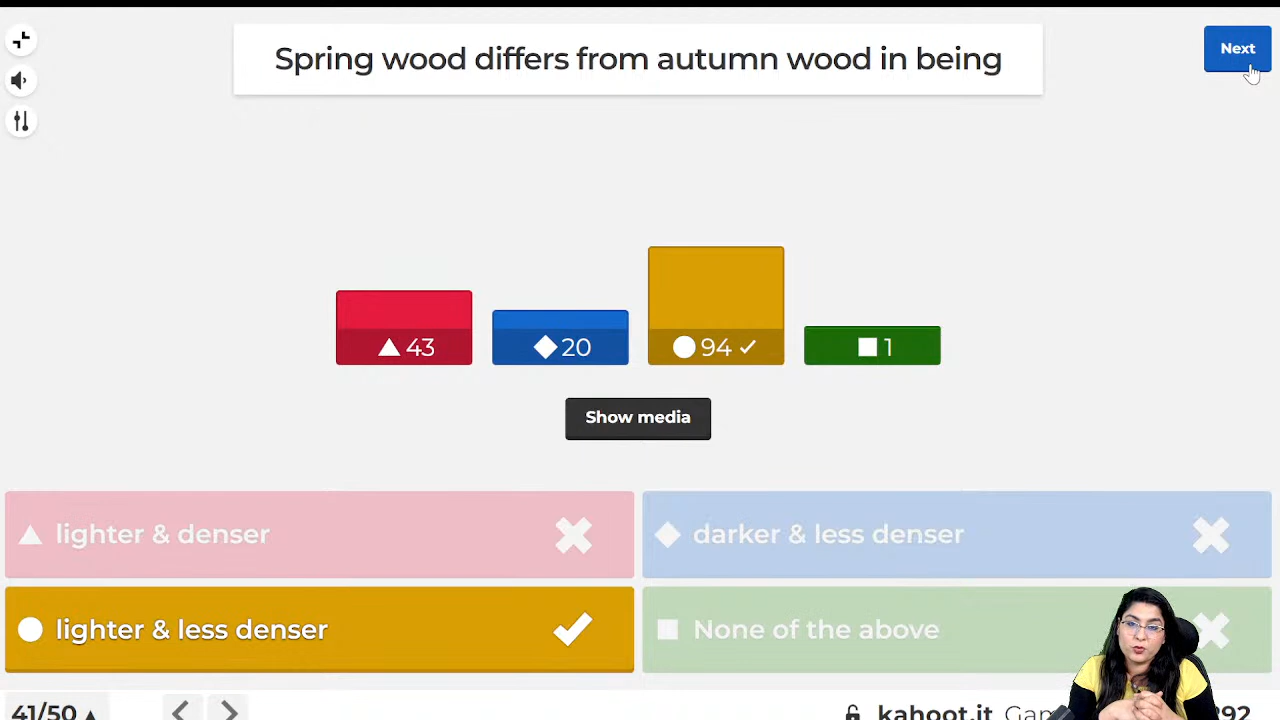 Spring wood differs from autumn wood in being
Next
43
20
94
1
Show media
lighter & denser
darker & less denser
lighter & less denser
None of the above
41/50
kahoot.it